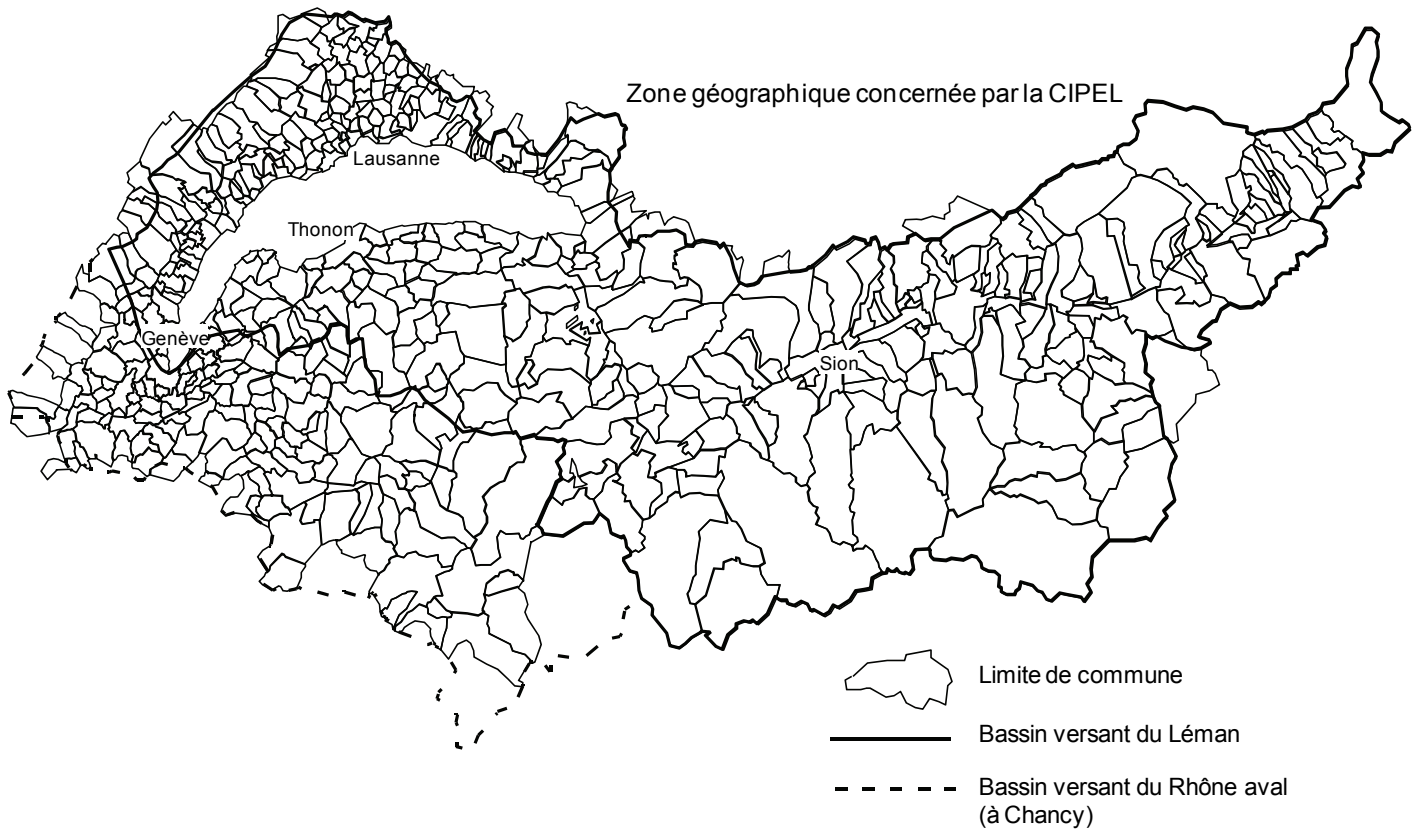 Zone géographique concernée par la CIPEL
Lausanne
Thonon
Genève
Sion
Limite de commune
Bassin versant du Léman
Bassin versant du Rhône aval
(à Chancy)